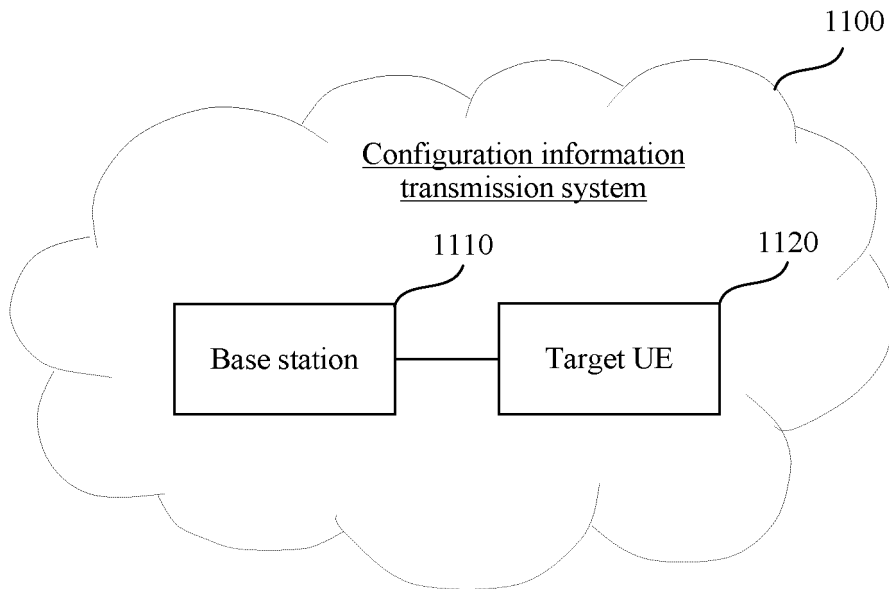 1100
Configuration information
transmission system
1110
1120
Base station
Target UE